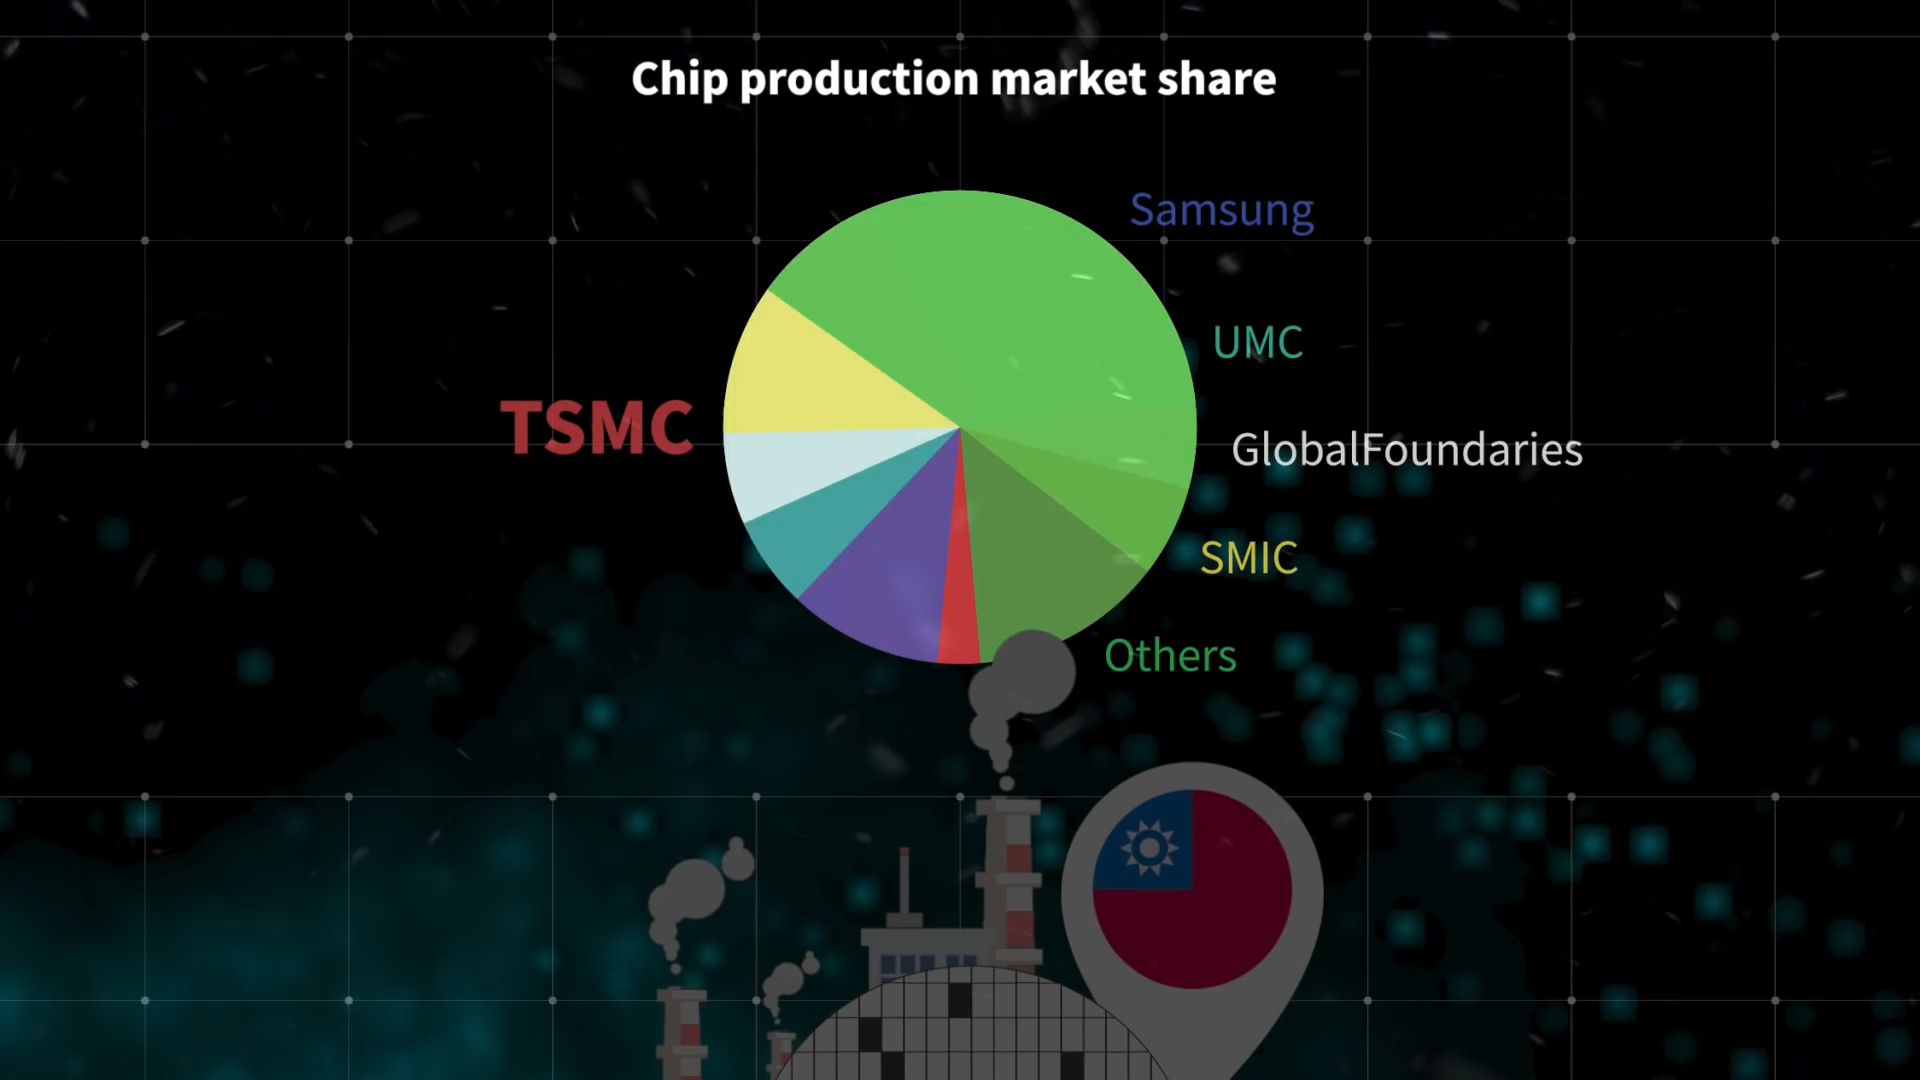 Chip production market share
Samsung
UMC
TSMC
GlobalFoundaries
SMIC
Others